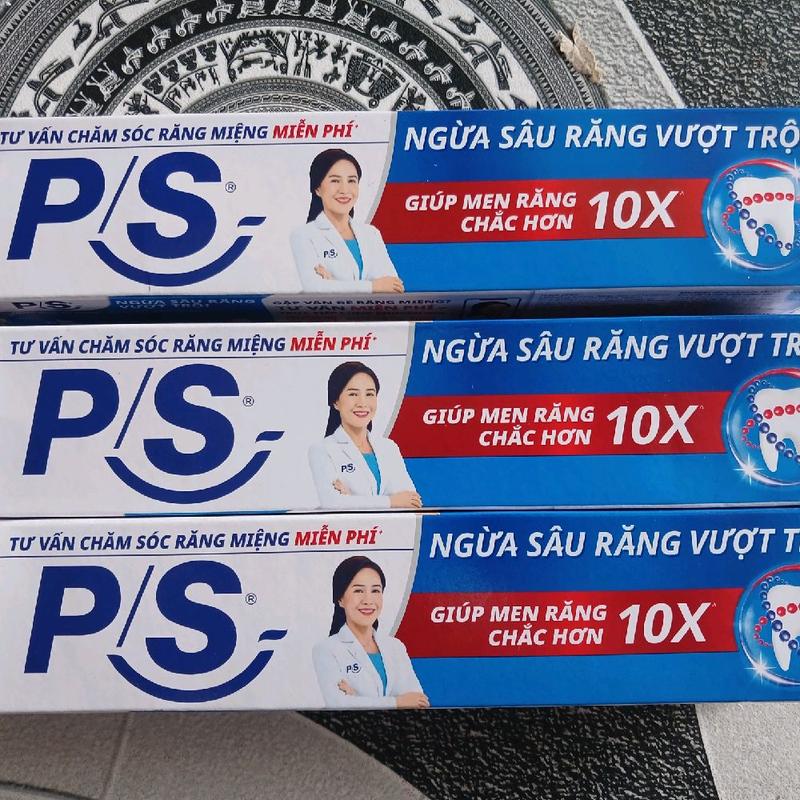 TƯ VẤN CHĂM SÓC RĂNG MIỆNG MIỄN PHÍ*
NGỪA SÂU RĂNG VƯỢT TRỘ
P/S®
GIÚP MEN RĂNG
CHẮC HƠN 10X^
P/S
P/S
NGỪA SÂU RĂNG
VƯỢT TRỘI
GẶP VẤN ĐỀ RĂNG MIỆNG?
TƯ VẤN MIỄN PHÍ
TƯ VẤN CHĂM SÓC RĂNG MIỆNG MIỄN PHÍ*
NGỪA SÂU RĂNG VƯỢT TR
P/S®
GIÚP MEN RĂNG
CHẮC HƠN 10X^
P/S
TƯ VẤN CHĂM SÓC RĂNG MIỆNG MIỄN PHÍ*
NGỪA SÂU RĂNG VƯỢT T
P/S®
GIÚP MEN RĂNG
CHẮC HƠN 10X^
P/S